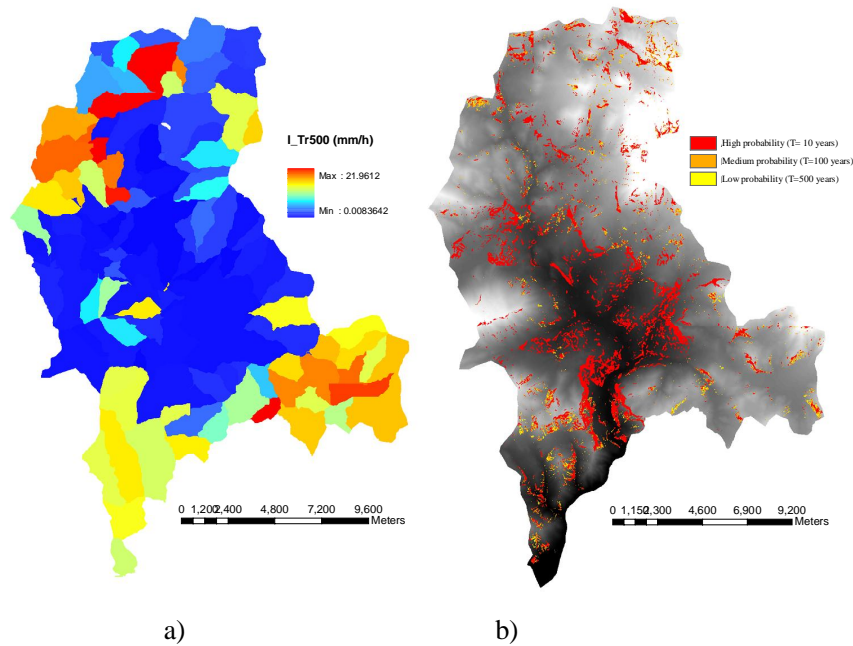 I_Tr500 (mm/h)
Max : 21.9612
Min : 0.0083642
0 1,200 2,400 4,800 7,200 9,600
Meters
High probability (T= 10 years)
Medium probability (T=100 years)
Low probability (T=500 years)
0 1,150 2,300 4,600 6,900 9,200
Meters
a)
b)